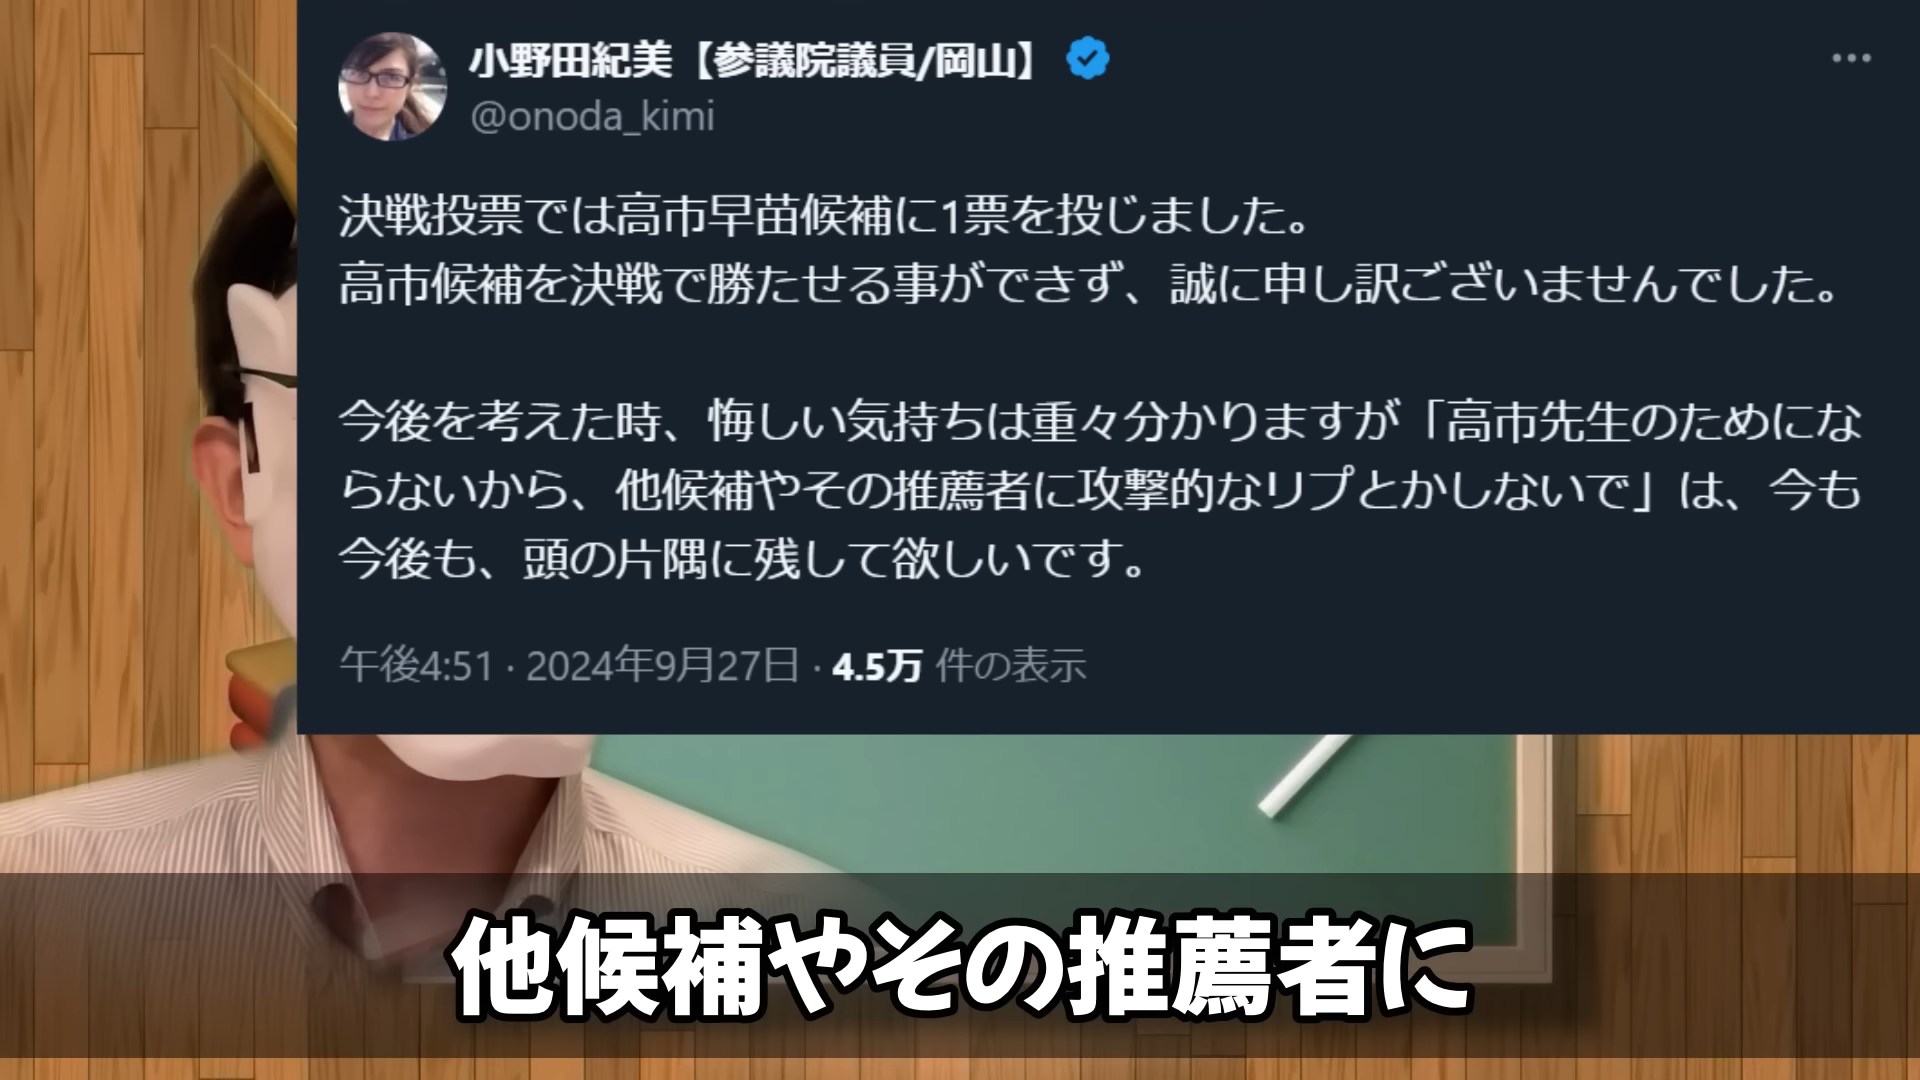 小野田紀美【参議院議員/岡山】
@onoda_kimi
決戦投票では高市早苗候補に1票を投じました。
高市候補を決戦で勝たせる事ができず、誠に申し訳ございませんでした。
今後を考えた時、悔しい気持ちは重々分かりますが「高市先生のためにな
らないから、他候補やその推薦者に攻撃的なリプとかしないで」は、今も
今後も、頭の片隅に残して欲しいです。
午後4:51 · 2024年9月27日 · 4.5万 件の表示
他候補やその推薦者に